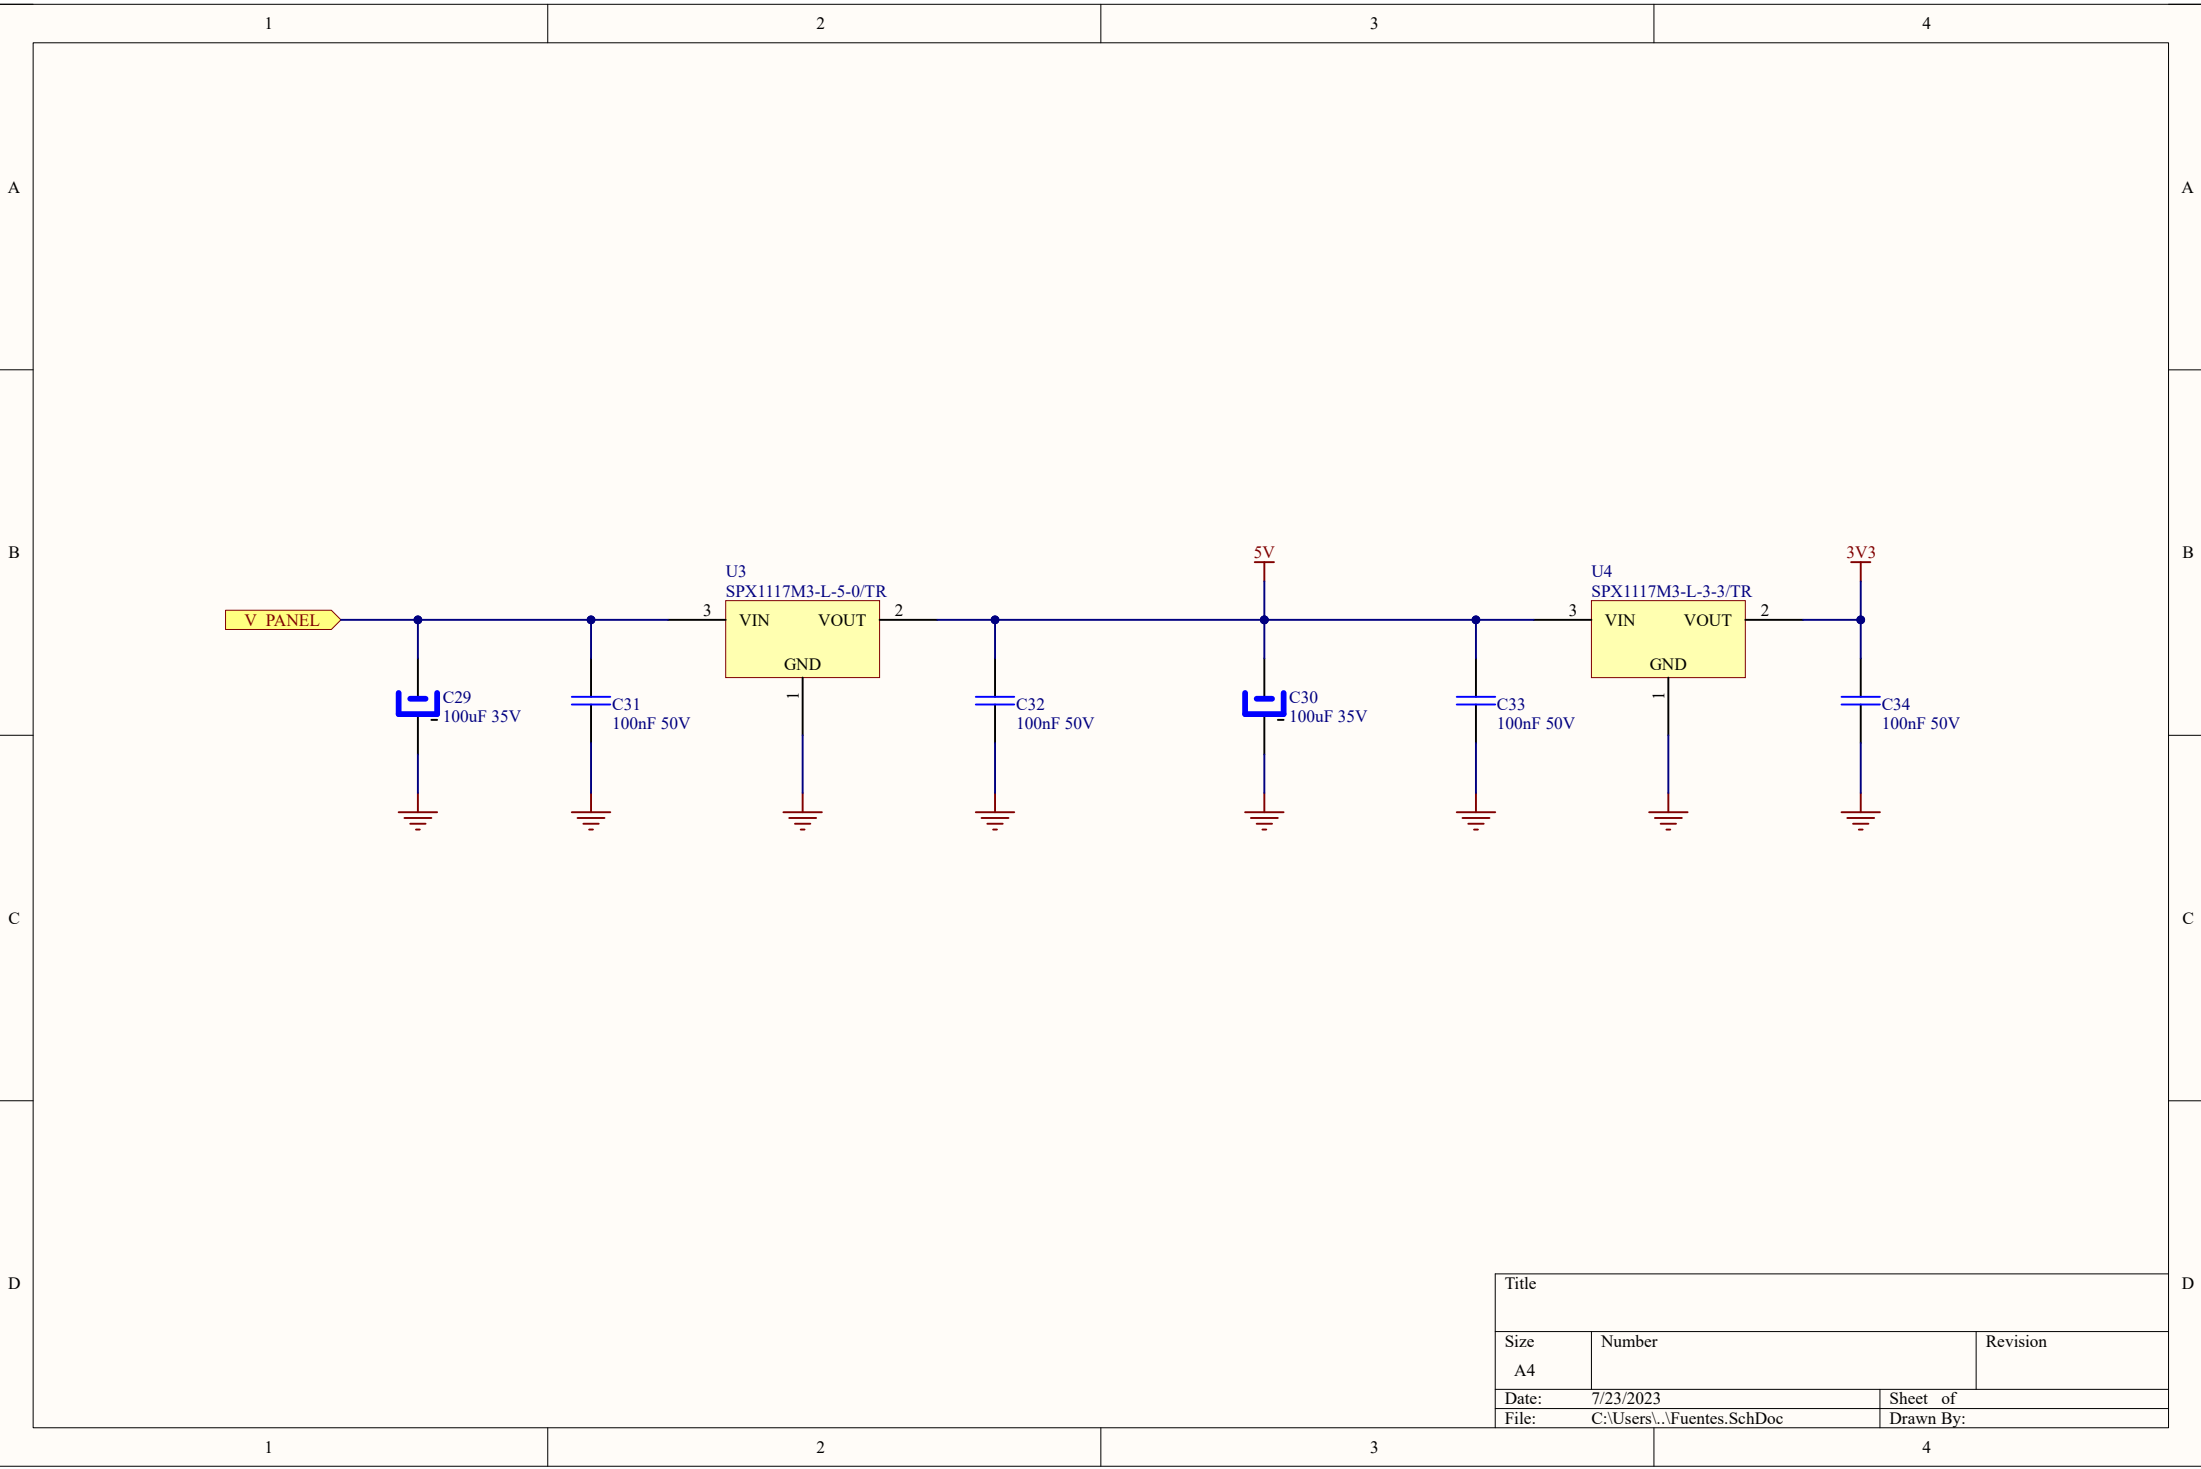 1 2 3 4
A A
5V 3V3
B B
U3 U4
SPX1117M3-L-5-0/TR SPX1117M3-L-3-3/TR
V_PANEL 3 VIN VOUT 2 3 VIN VOUT 2
GND GND
1 1
C29 C30
100uF 35V 100uF 35V
C31 C32 C33 C34
100nF 50V 100nF 50V 100nF 50V 100nF 50V
C C
D D
Title
Size Number Revision
A4
Date: 7/23/2023 Sheet of
File: C:\Users\..\Fuentes.SchDoc Drawn By:
1 2 3 4